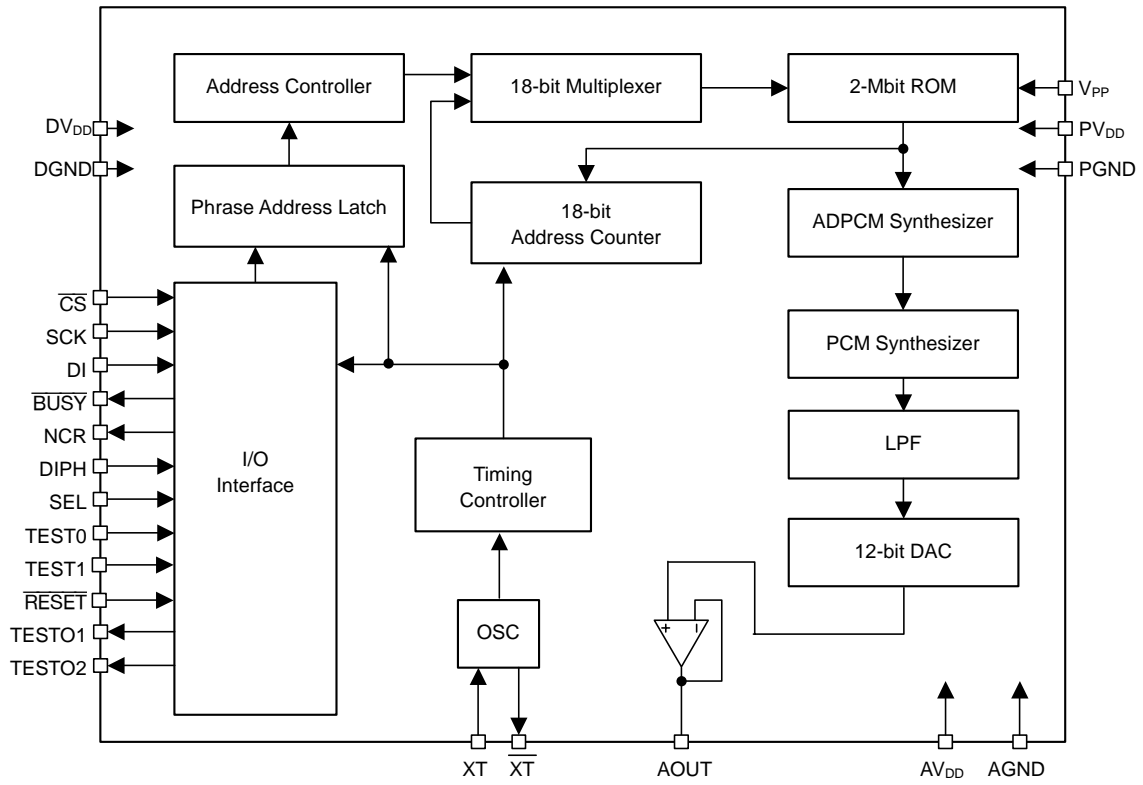 Address Controller
18-bit Multiplexer
2-Mbit ROM
VPP
DVDD
PVDD
DGND
PGND
Phrase Address Latch
18-bit
Address Counter
ADPCM Synthesizer
CS
SCK
DI
BUSY
NCR
DIPH
SEL
TEST0
TEST1
RESET
TESTO1
TESTO2
I/O
Interface
PCM Synthesizer
LPF
Timing
Controller
12-bit DAC
OSC
+
–
XT
XT
AOUT
AVDD
AGND